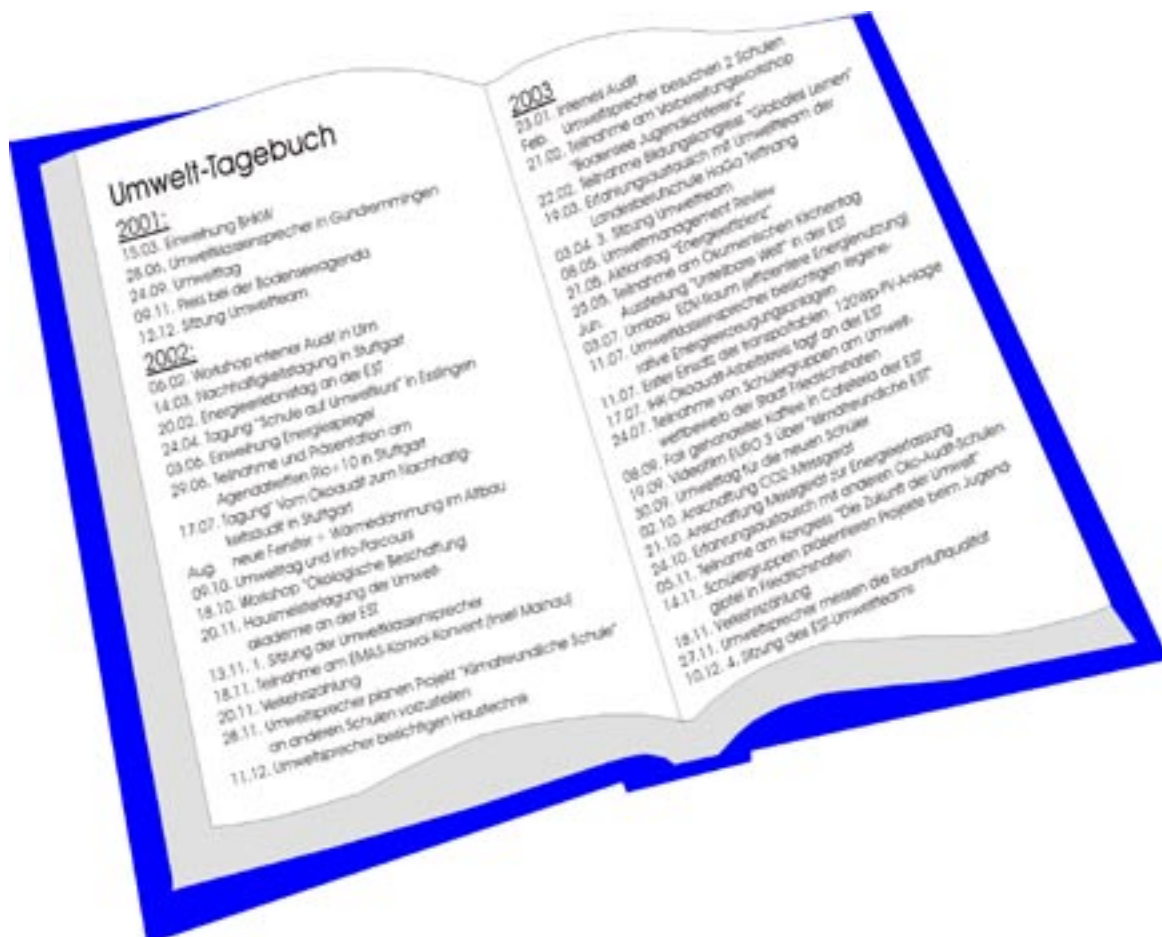 Umwelt-Tagebuch
2001:
15.03. Einweihung BHKW
28.06. Umweltklassensprecher in Gundremmingen
24.09. Umwelttag
09.11. Preis bei der Bodenseeagenda
12.12. Sitzung Umweltteam
2002:
06.02. Workshop interner Audit in Ulm
14.03. Nachhaltigkeitstagung in Stuttgart
20.02. Energieerlebnistag an der EST
24.04. Tagung "Schule auf Umweltkurs" in Esslingen
03.06. Einweihung Energiespiegel
29.06. Teilnahme und Präsentation am
Agendatreffen Rio+10 in Stuttgart
17.07. Tagung" Vom Ökoaudit zum Nachhaltig-
keitsaudit in Stuttgart
Aug. neue Fenster + Wärmedämmung im Altbau
09.10. Umwelttag und Info-Parcours
18.10. Workshop "Ökologische Beschaffung
20.11. Hausmeistertagung der Umwelt-
akademie an der EST
13.11. 1. Sitzung der Umweltklassensprecher
18.11. Teilnahme am EMAS-Konvoi-Konvent (Insel Mainau)
20.11. Verkehrszählung
28.11. Umweltsprecher planen Projekt "Klimafreundliche Schule"
an anderen Schulen vorzustellen
11.12. Umweltsprecher besichtigen Haustechnik
2003
23.01. Internes Audit
Feb. Umweltsprecher besuchen 2 Schulen
21.02. Teilnahme am Vorbereitungsworkshop
"Bodensee Jugendkonferenz"
22.02. Teilnahme Bildungskongress "Globales Lernen"
19.03. Erfahrungsaustausch mit Umweltteam der
Landesberufschule HoGa Tettnang
03.04. 3. Sitzung Umweltteam
08.05. Umweltmanagement Review
21.05. Aktionstag "Energieeffizienz"
25.05. Teilnahme am Ökumenischen Kirchentag
Jun. Ausstellung "Unteilbare Welt" in der EST
03.07. Umbau EDV-Raum (effizientere Energienutzung)
11.07. Umweltklassensprecher besichtigen regene-
rative Energieerzeugungsanlagen
11.07. Erster Einsatz der transportablen 120Wp-PV-Anlage
17.07. IHK-Ökoaudit-Arbeitskreis tagt an der EST
24.07. Teilnahme von Schülergruppen am Umwelt-
wettbewerb der Stadt Friedrichshafen
08.09. Fair gehandelter Kaffee in Cafeteria der EST
19.09. Videofilm EURO 3 über "klimafreundliche EST"
30.09. Umwelttag für die neuen Schüler
02.10. Anschaffung CO2-Messgerät
21.10. Anschaffung Messgerät zur Energieerfassung
24.10. Erfahrungsaustausch mit anderen Öko-Audit-Schulen
05.11. Teilname am Kongress "Die Zukunft der Umwelt"
14.11. Schülergruppen präsentieren Projekte beim Jugend-
gipfel in Friedrichshafen
18.11. Verkehrszählung
27.11. Umweltsprecher messen die Raumluftqualität
10.12. 4. Sitzung des EST-Umweltteams